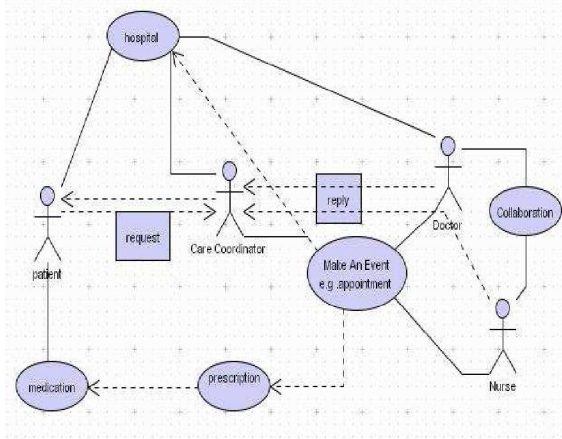 hospital
reply
Doctor
Collaboration
request
Care Coordinator
patient
Make An Event
e.g .appointment
medication
prescription
Nurse